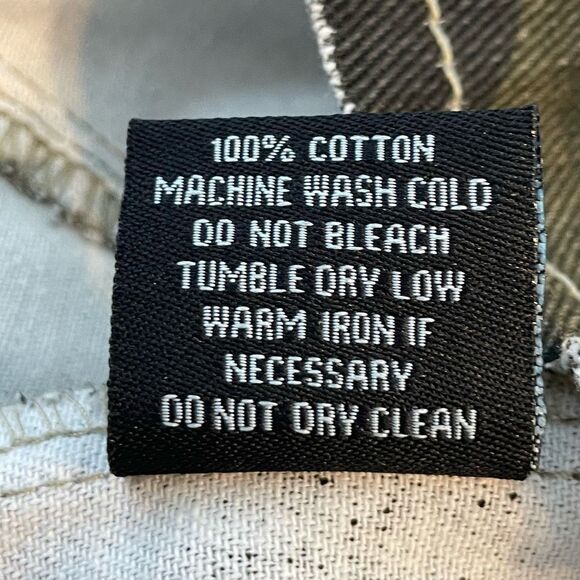 100% COTTON
MACHINE WASH COLD
DO NOT BLEACH
TUMBLE DRY LOW
WARM IRON IF
NECESSARY
DO NOT DRY CLEAN